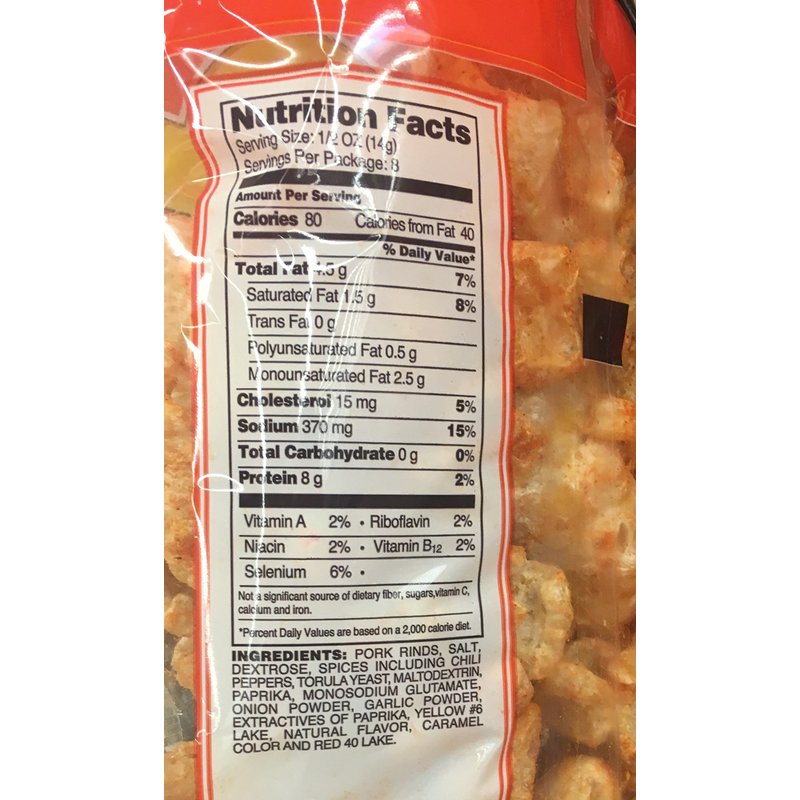 Nutrition Facts
Serving Size: 1/2 OZ (14g)
Servings Per Package: 8
Amount Per Serving
Calories 80 Calories from Fat 40
% Daily Value*
Total Fat 4.5 g 7%
Saturated Fat 1.5 g 8%
Trans Fat 0 g
Polyunsaturated Fat 0.5 g
Monounsaturated Fat 2.5 g
Cholesterol 15 mg 5%
Sodium 370 mg 15%
Total Carbohydrate 0 g 0%
Protein 8 g 2%
Vitamin A 2% • Riboflavin 2%
Niacin 2% • Vitamin B12 2%
Selenium 6% •
Not a significant source of dietary fiber, sugars,vitamin C,
calcium and iron.
*Percent Daily Values are based on a 2,000 calorie diet.
INGREDIENTS: PORK RINDS, SALT,
DEXTROSE, SPICES INCLUDING CHILI
PEPPERS, TORULA YEAST, MALTODEXTRIN,
PAPRIKA, MONOSODIUM GLUTAMATE,
ONION POWDER, GARLIC POWDER,
EXTRACTIVES OF PAPRIKA, YELLOW #6
LAKE, NATURAL FLAVOR, CARAMEL
COLOR AND RED 40 LAKE.